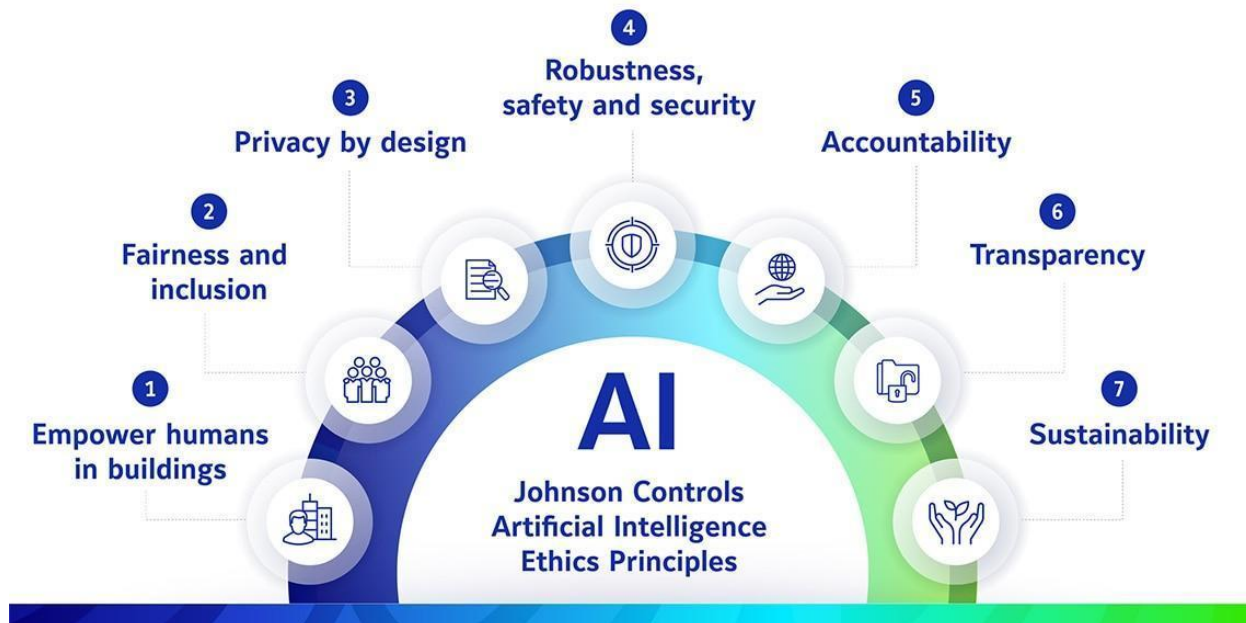 1
Empower humans
in buildings
2
Fairness and
inclusion
3
Privacy by design
4
Robustness,
safety and security
5
Accountability
6
Transparency
7
Sustainability
AI
Johnson Controls
Artificial Intelligence
Ethics Principles